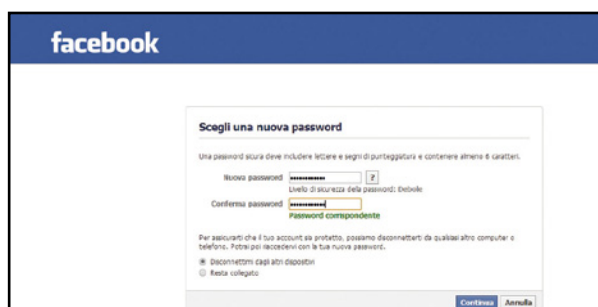 facebook
Scegli una nuova password
Una password sicura deve includere lettere e segni di punteggiatura e contenere almeno 6 caratteri.
Nuova password •••••••••••• ?
Livello di sicurezza della password: Debole
Conferma password ••••••••••••
Password corrispondente
Per assicurarti che il tuo account sia protetto, possiamo disconnetterti da qualsiasi altro computer o
telefono. Potrai poi riaccedervi con la tua nuova password.
Disconnettimi dagli altri dispositivi
Resta collegato
Continua Annulla